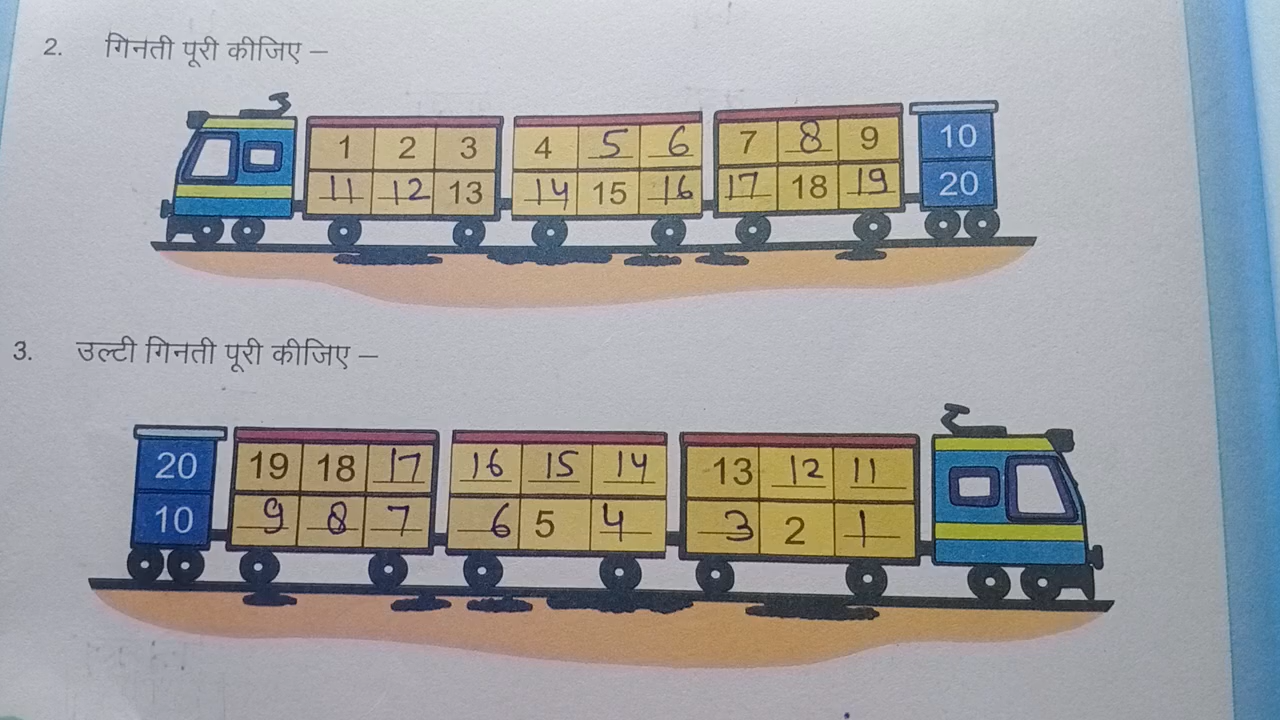 2. गिनती पूरी कीजिए –
1 2 3 4 5 6 7 8 9 10
11 12 13 14 15 16 17 18 19 20
3. उल्टी गिनती पूरी कीजिए –
20 19 18 17 16 15 14 13 12 11
10 9 8 7 6 5 4 3 2 1